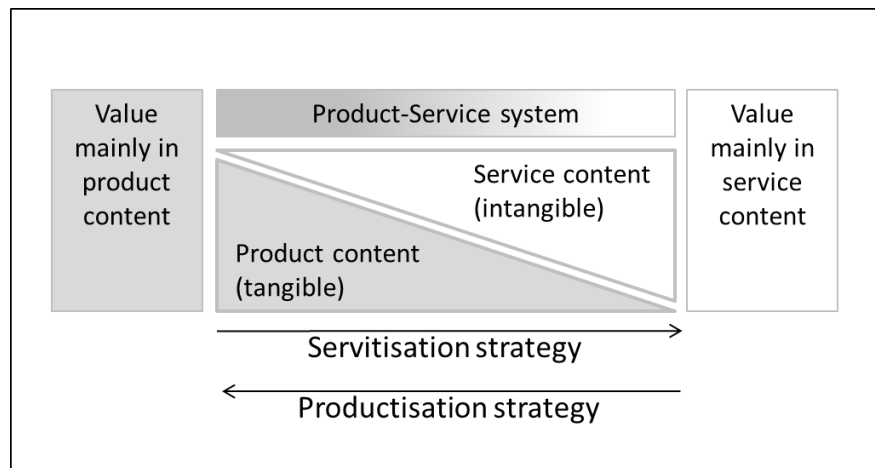 Value
mainly in
product
content
Product-Service system
Service content
(intangible)
Product content
(tangible)
Value
mainly in
service
content
Servitisation strategy
Productisation strategy